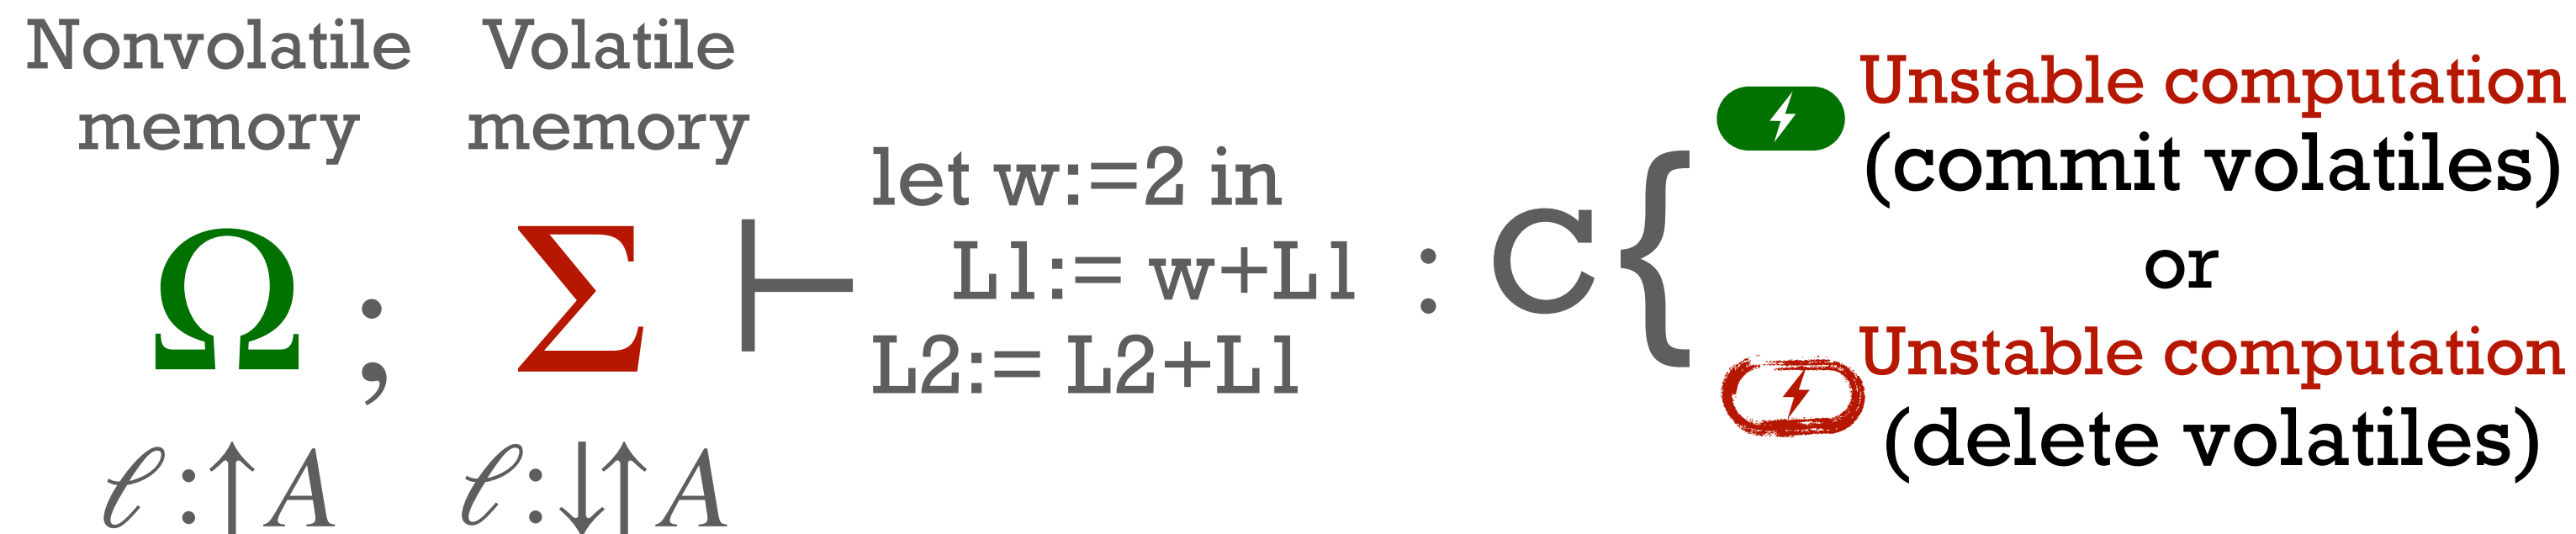 Nonvolatile memory
Volatile memory
Ω ; Σ ⊢
let w:=2 in
L1:= w+L1
L2:= L2+L1
: C {
Unstable computation
(commit volatiles)
or
Unstable computation
(delete volatiles)
ℓ:↑A
ℓ:↓↑A